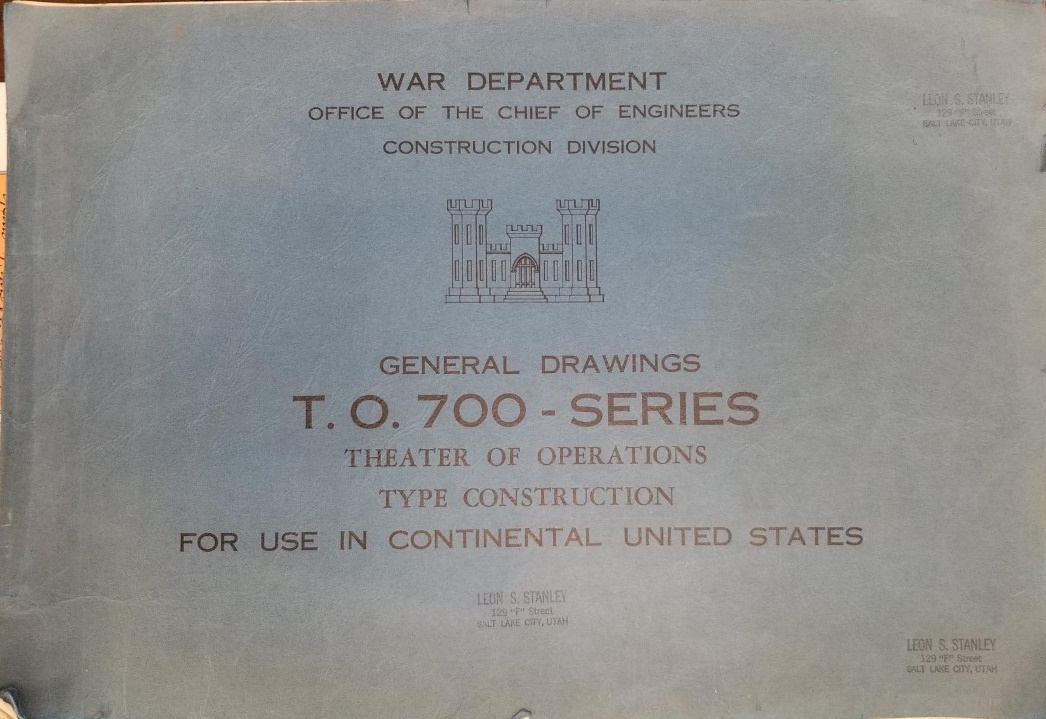 WAR DEPARTMENT
OFFICE OF THE CHIEF OF ENGINEERS
CONSTRUCTION DIVISION
LEON S. STANLEY
129 "F" Street
SALT LAKE CITY, UTAH
GENERAL DRAWINGS
T. O. 700 - SERIES
THEATER OF OPERATIONS
TYPE CONSTRUCTION
FOR USE IN CONTINENTAL UNITED STATES
LEON S. STANLEY
129 "F" Street
SALT LAKE CITY, UTAH
LEON S. STANLEY
129 "F" Street
SALT LAKE CITY, UTAH